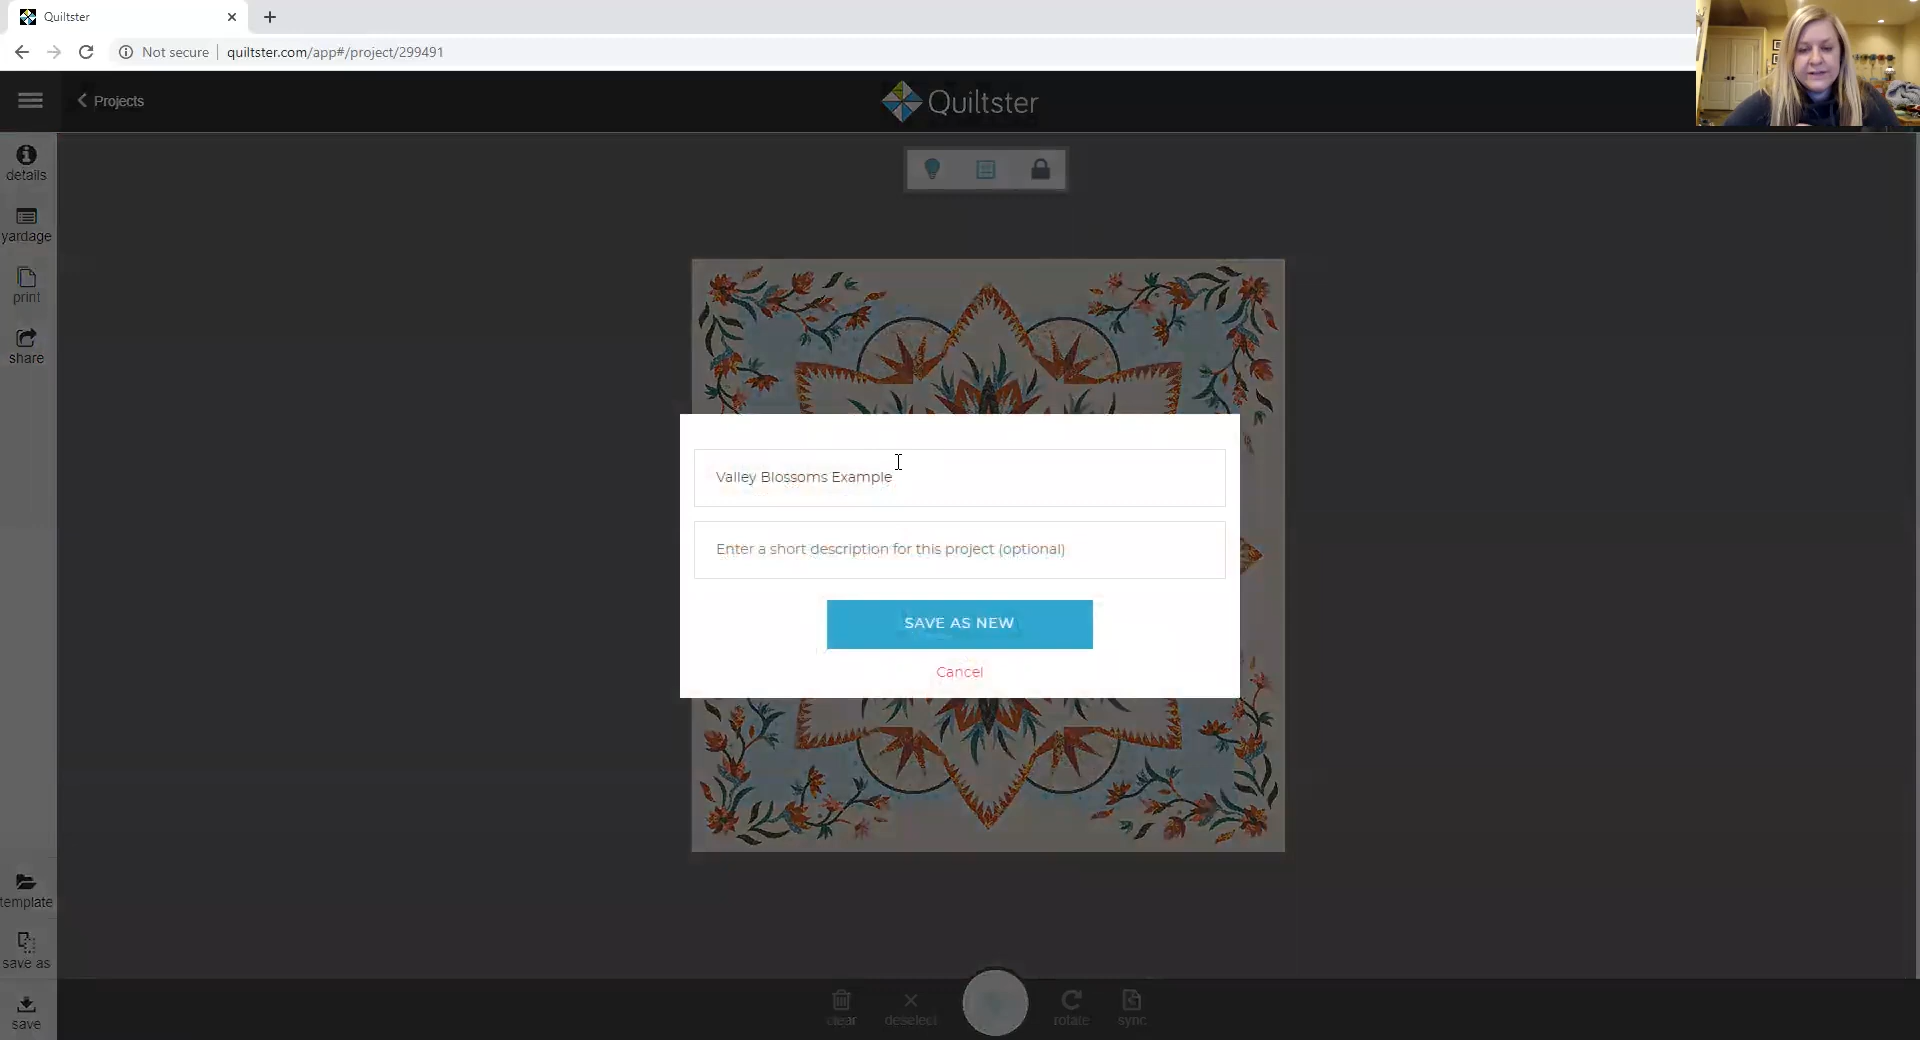 Quiltster
Not secure
quiltster.com/app#/project/299491
Projects
Quiltster
details
yardage
print
share
Valley Blossoms Example
Enter a short description for this project (optional)
SAVE AS NEW
Cancel
template
save as
save
clear
deselect
rotate
sync